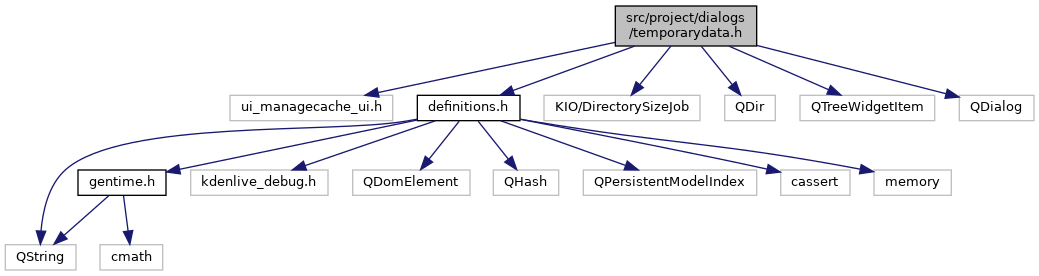 src/project/dialogs
/temporarydata.h
ui_managecache_ui.h
definitions.h
KIO/DirectorySizeJob
QDir
QTreeWidgetItem
QDialog
gentime.h
kdenlive_debug.h
QDomElement
QHash
QPersistentModelIndex
cassert
memory
QString
cmath